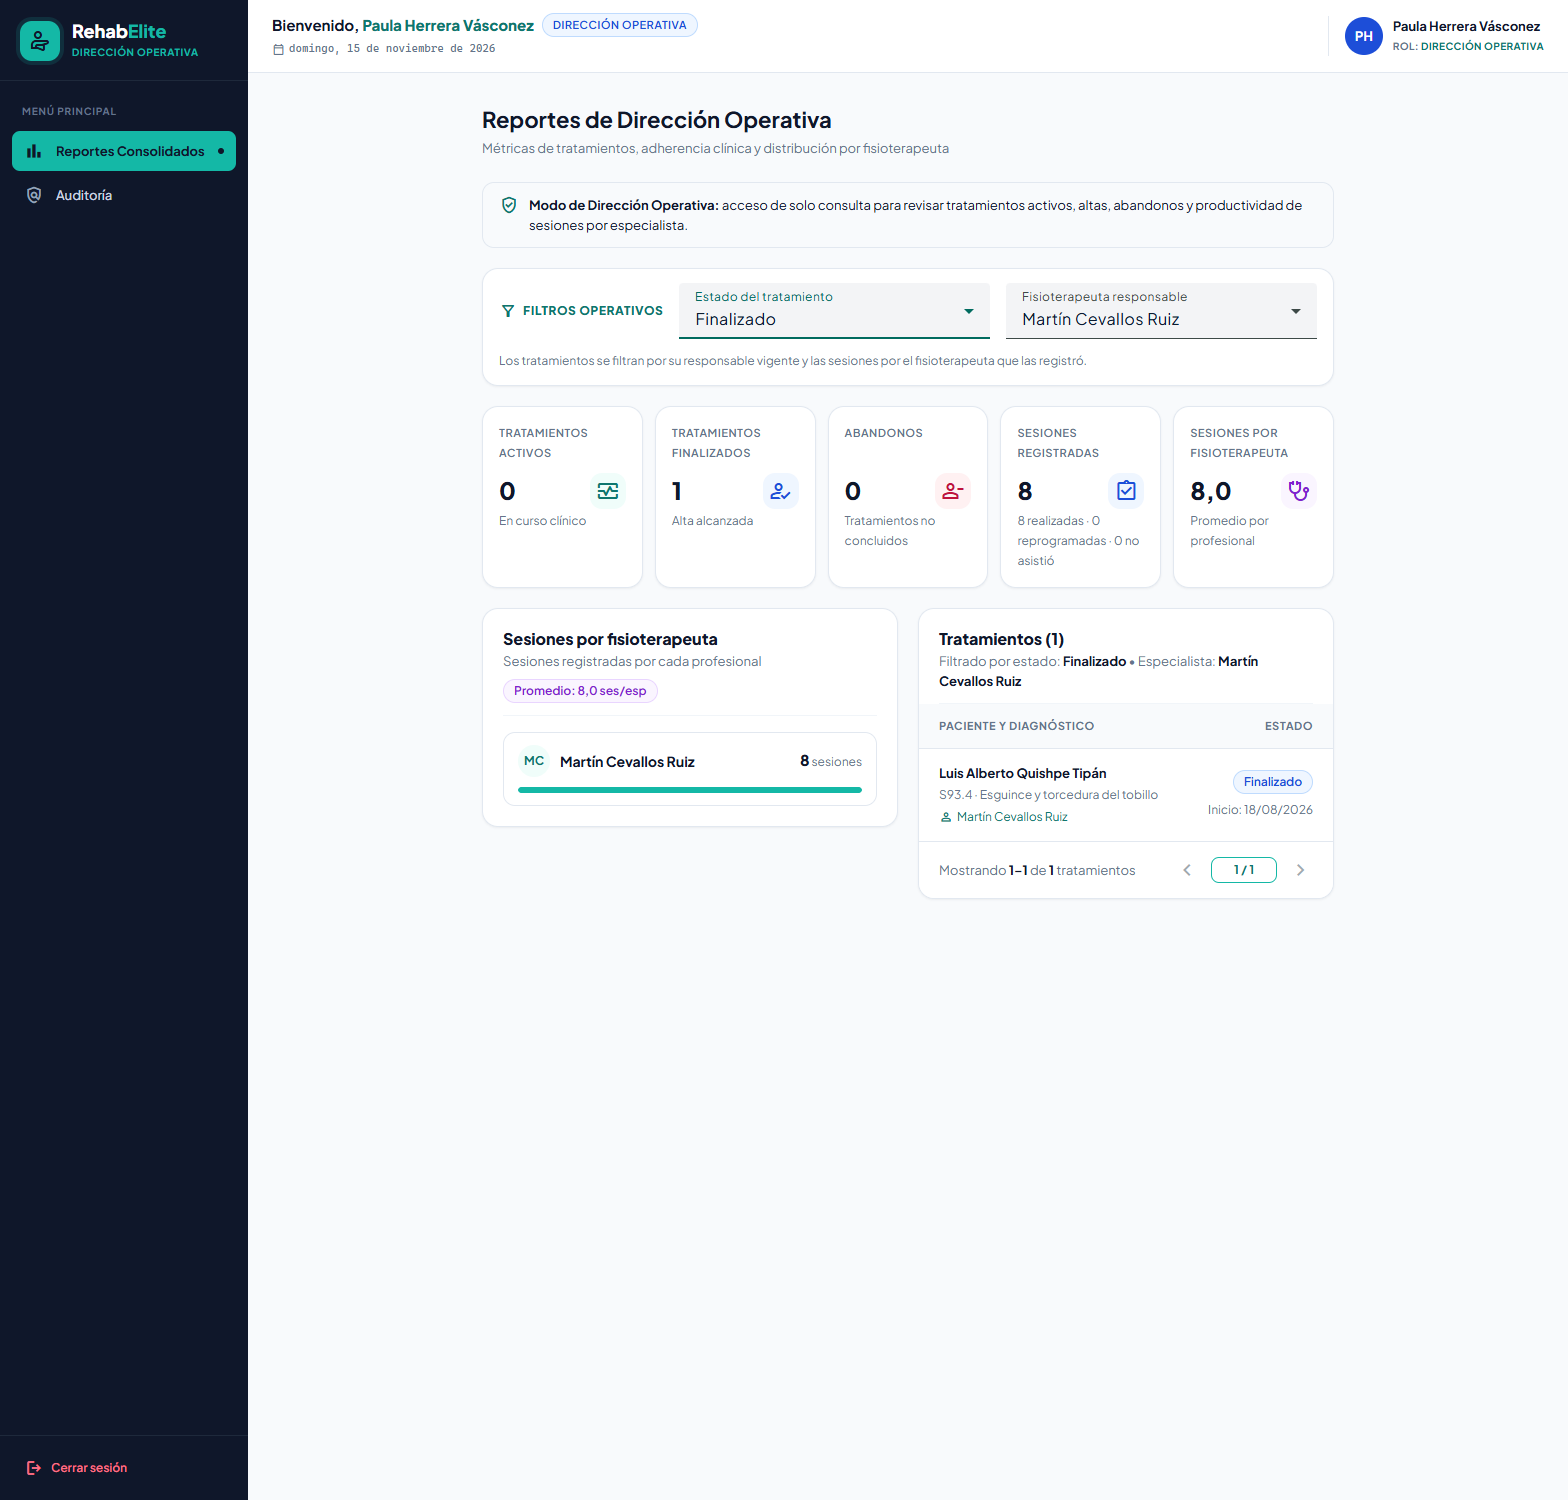 RehabElite
DIRECCIÓN OPERATIVA
MENÚ PRINCIPAL
Reportes Consolidados
Auditoría
Cerrar sesión
Bienvenido, Paula Herrera Vásconez
DIRECCIÓN OPERATIVA
domingo, 15 de noviembre de 2026
PH
Paula Herrera Vásconez
ROL: DIRECCIÓN OPERATIVA
Reportes de Dirección Operativa
Métricas de tratamientos, adherencia clínica y distribución por fisioterapeuta
Modo de Dirección Operativa: acceso de solo consulta para revisar tratamientos activos, altas, abandonos y productividad de
sesiones por especialista.
FILTROS OPERATIVOS
Estado del tratamiento
Finalizado
Fisioterapeuta responsable
Martín Cevallos Ruiz
Los tratamientos se filtran por su responsable vigente y las sesiones por el fisioterapeuta que las registró.
TRATAMIENTOS
ACTIVOS
0
En curso clínico
TRATAMIENTOS
FINALIZADOS
1
Alta alcanzada
ABANDONOS
0
Tratamientos no
concluidos
SESIONES
REGISTRADAS
8
8 realizadas · 0
reprogramadas · 0 no
asistió
SESIONES POR
FISIOTERAPEUTA
8,0
Promedio por
profesional
Sesiones por fisioterapeuta
Sesiones registradas por cada profesional
Promedio: 8,0 ses/esp
MC
Martín Cevallos Ruiz
8 sesiones
Tratamientos (1)
Filtrado por estado: Finalizado • Especialista: Martín
Cevallos Ruiz
PACIENTE Y DIAGNÓSTICO
ESTADO
Luis Alberto Quishpe Tipán
S93.4 · Esguince y torcedura del tobillo
Martín Cevallos Ruiz
Finalizado
Inicio: 18/08/2026
Mostrando 1–1 de 1 tratamientos
1 / 1